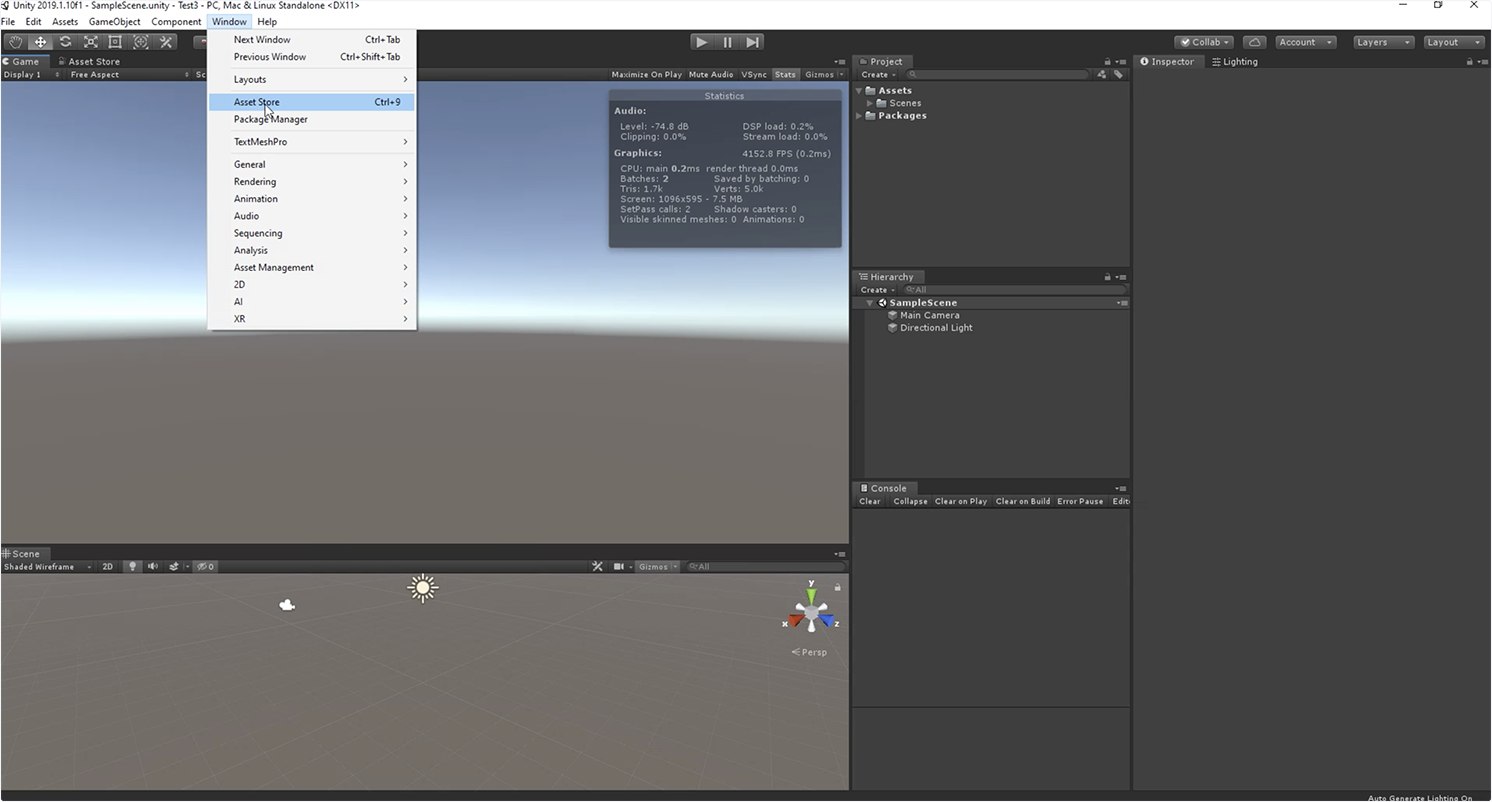 Unity 2019.1.10f1 - SampleScene.unity - Test3 - PC, Mac & Linux Standalone <DX11>
File Edit Assets GameObject Component Window Help
Collab Account Layers Layout
Game Asset Store
Display 1 Free Aspect Sc
Maximize On Play Mute Audio VSync Stats Gizmos
Next Window Ctrl+Tab
Previous Window Ctrl+Shift+Tab
Layouts
Asset Store Ctrl+9
Package Manager
TextMeshPro
General
Rendering
Animation
Audio
Sequencing
Analysis
Asset Management
2D
AI
XR
Statistics
Audio:
Level: -74.8 dB DSP load: 0.2%
Clipping: 0.0% Stream load: 0.0%
Graphics: 4152.8 FPS (0.2ms)
CPU: main 0.2ms render thread 0.0ms
Batches: 2 Saved by batching: 0
Tris: 1.7k Verts: 5.0k
Screen: 1096x595 - 7.5 MB
SetPass calls: 2 Shadow casters: 0
Visible skinned meshes: 0 Animations: 0
Project
Create
Assets
Scenes
Packages
Hierarchy
Create All
SampleScene
Main Camera
Directional Light
Console
Clear Collapse Clear on Play Clear on Build Error Pause Edit
Inspector Lighting
Scene
Shaded Wireframe 2D 0 Gizmos All
y
x z
Persp
Auto Generate Lighting On